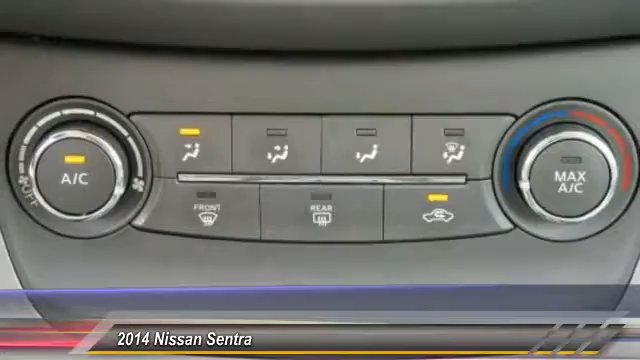 A/C
OFF
FRONT
REAR
MAX
A/C
2014 Nissan Sentra